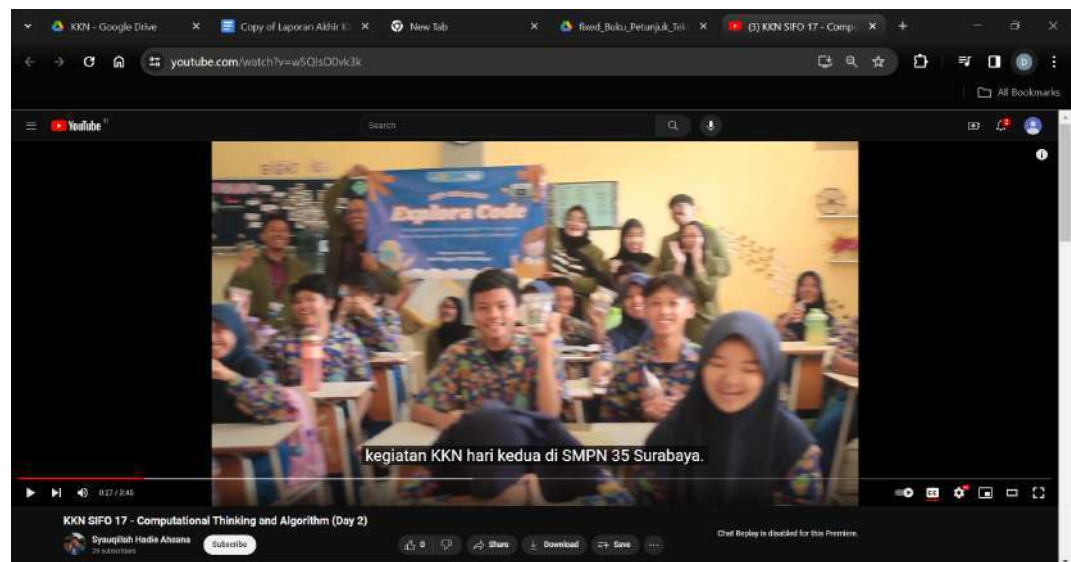 KKN - Google Drive
Copy of Laporan Akhir K
New Tab
fixed_Buku_Petunjuk_Tek
(3) KKN SIFO 17 - Comp
youtube.com/watch?v=w5QIsO0vk3k
All Bookmarks
YouTube
Search
Explora Code
kegiatan KKN hari kedua di SMPN 35 Surabaya.
0:27 / 3:45
KKN SIFO 17 - Computational Thinking and Algorithm (Day 2)
Syauqillah Hadie Ahsana
Subscribe
0
Share
Download
Save
Chat Replay is disabled for this Premiere.